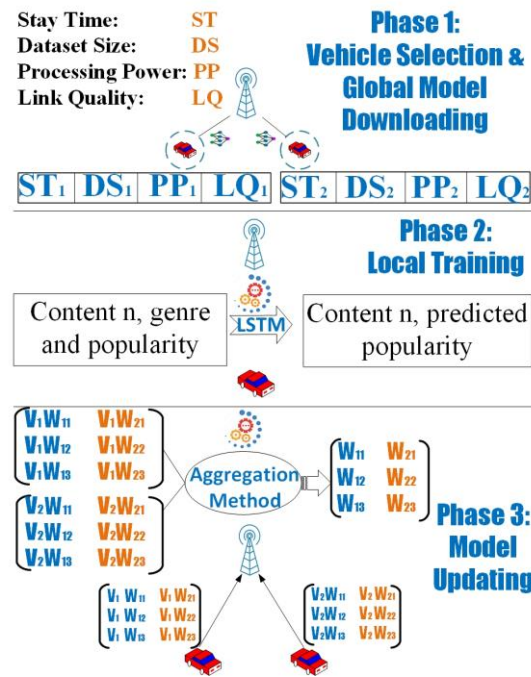 Stay Time: ST
Dataset Size: DS
Processing Power: PP
Link Quality: LQ
Phase 1:
Vehicle Selection &
Global Model
Downloading
ST₁ DS₁ PP₁ LQ₁ ST₂ DS₂ PP₂ LQ₂
Phase 2:
Local Training
Content n, genre
and popularity
LSTM
Content n, predicted
popularity
V₁W₁₁ V₁W₂₁
V₁W₁₂ V₁W₂₂
V₁W₁₃ V₁W₂₃
V₂W₁₁ V₂W₂₁
V₂W₁₂ V₂W₂₂
V₂W₁₃ V₂W₂₃
Aggregation
Method
W₁₁ W₂₁
W₁₂ W₂₂
W₁₃ W₂₃
Phase 3:
Model
Updating
V₁ W₁₁ V₁ W₂₁
V₁ W₁₂ V₁ W₂₂
V₁ W₁₃ V₁ W₂₃
V₂W₁₁ V₂ W₂₁
V₂W₁₂ V₂ W₂₂
V₂W₁₃ V₂ W₂₃